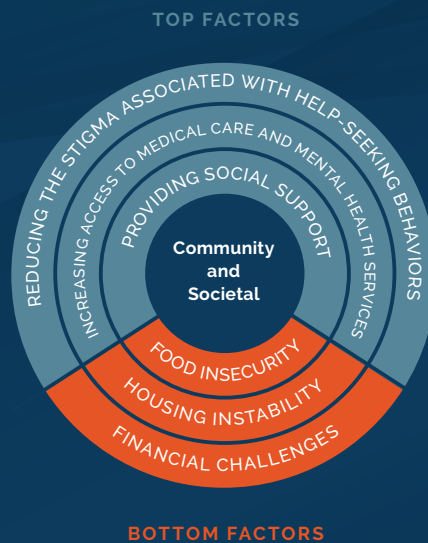 TOP FACTORS
REDUCING THE STIGMA ASSOCIATED WITH HELP-SEEKING BEHAVIORS
INCREASING ACCESS TO MEDICAL CARE AND MENTAL HEALTH SERVICES
PROVIDING SOCIAL SUPPORT
Community
and
Societal
FOOD INSECURITY
HOUSING INSTABILITY
FINANCIAL CHALLENGES
BOTTOM FACTORS